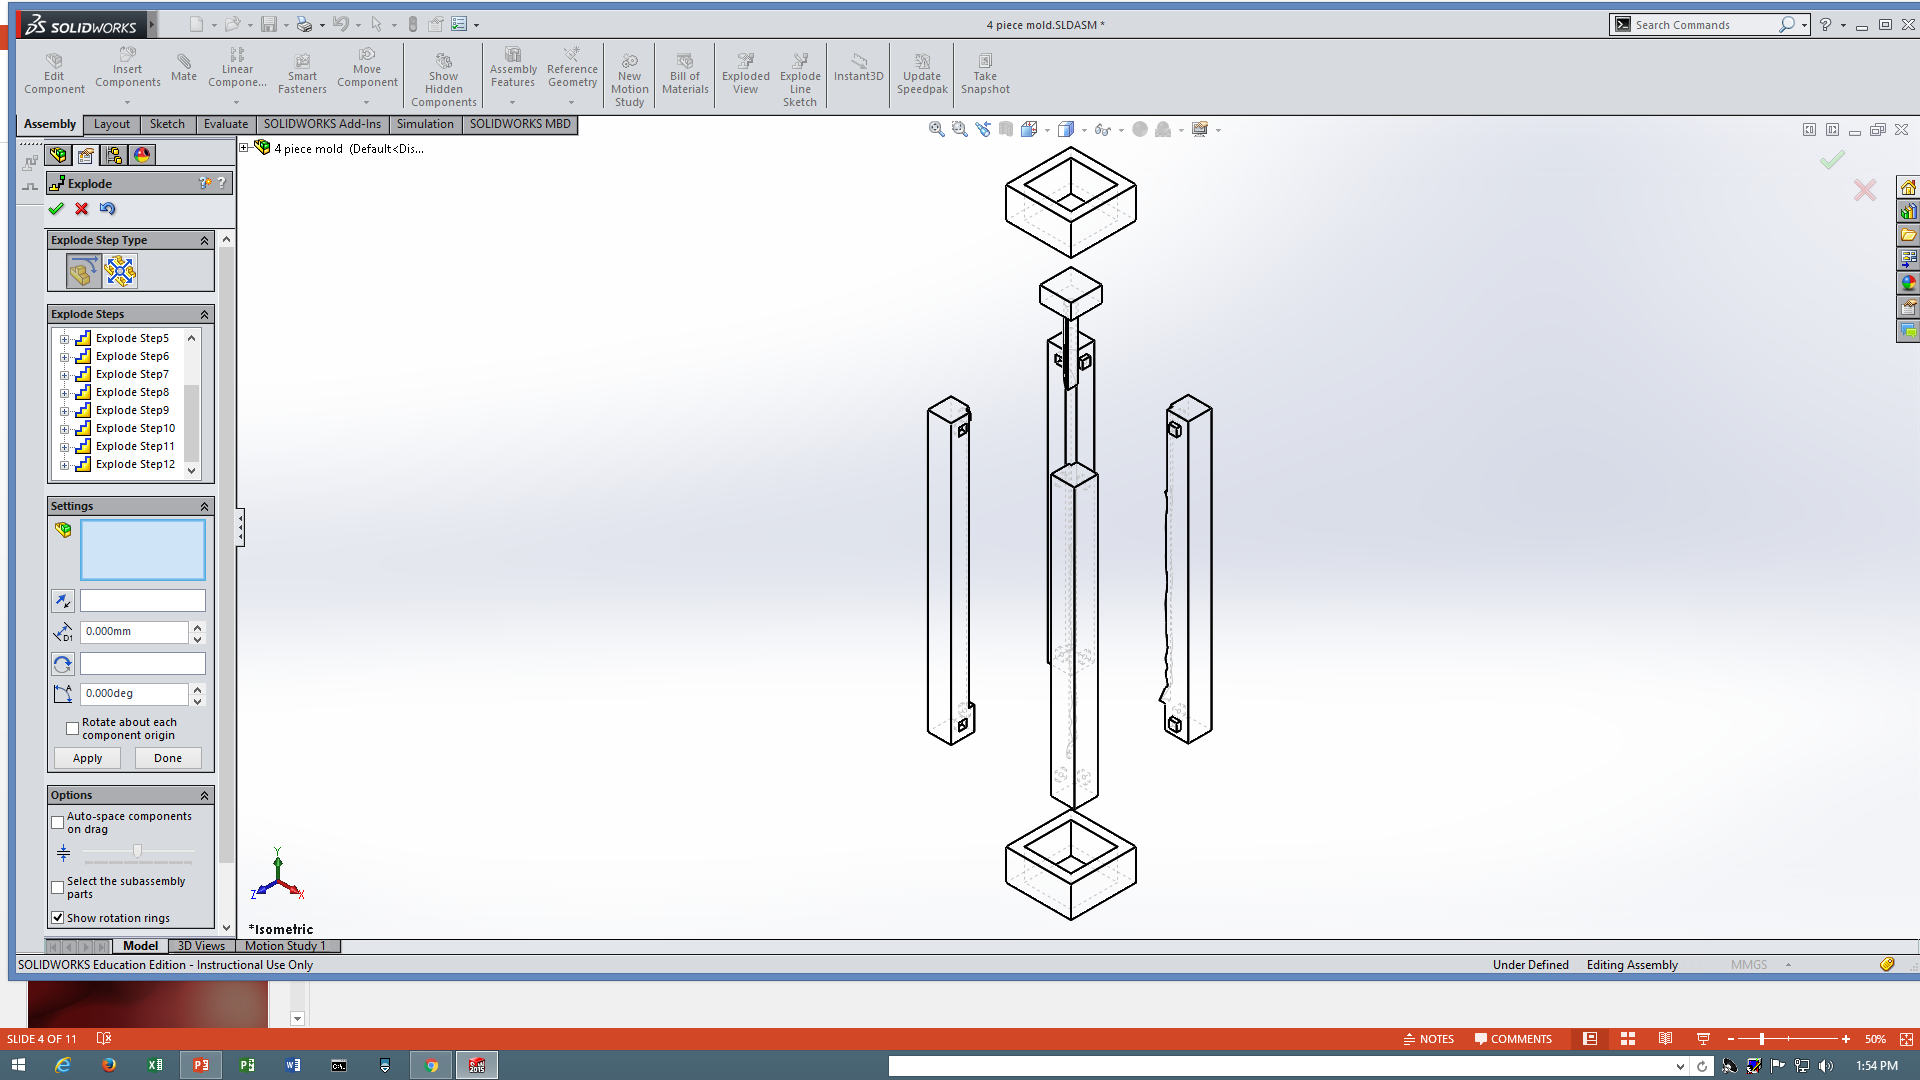 SOLIDWORKS
4 piece mold.SLDASM *
Search Commands
Edit Component
Insert Components
Mate
Linear Compone...
Smart Fasteners
Move Component
Show Hidden Components
Assembly Features
Reference Geometry
New Motion Study
Bill of Materials
Exploded View
Explode Line Sketch
Instant3D
Update Speedpak
Take Snapshot
Assembly
Layout
Sketch
Evaluate
SOLIDWORKS Add-Ins
Simulation
SOLIDWORKS MBD
4 piece mold (Default<Dis...
Explode
Explode Step Type
Explode Steps
Explode Step5
Explode Step6
Explode Step7
Explode Step8
Explode Step9
Explode Step10
Explode Step11
Explode Step12
Settings
D1
0.000mm
A
0.000deg
Rotate about each
component origin
Apply
Done
Options
Auto-space components
on drag
Select the subassembly
parts
Show rotation rings
Y
Z
X
*Isometric
Model
3D Views
Motion Study 1
SOLIDWORKS Education Edition - Instructional Use Only
Under Defined
Editing Assembly
MMGS
SLIDE 4 OF 11
NOTES
COMMENTS
50%
2015
1:54 PM